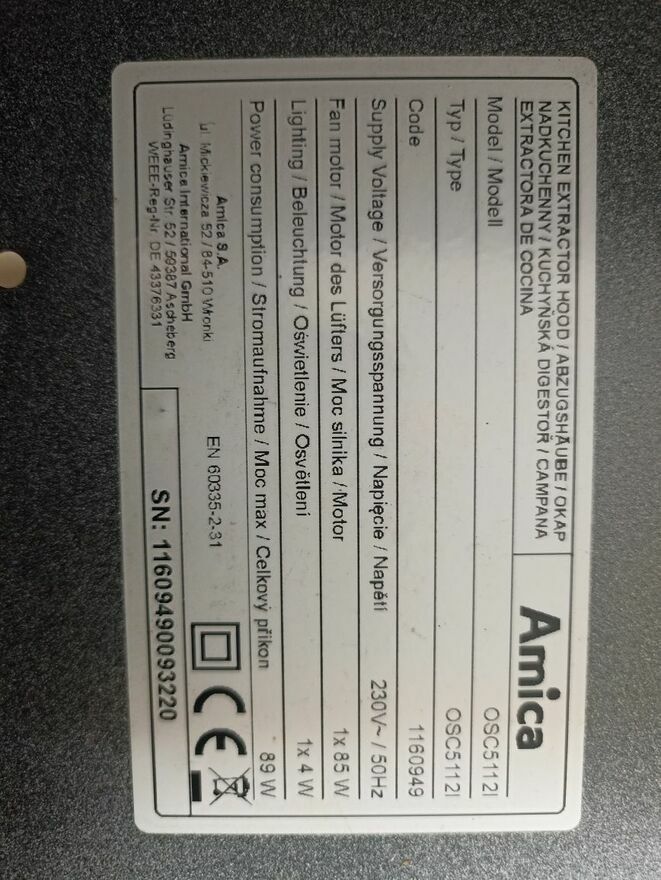 KITCHEN EXTRACTOR HOOD / ABZUGSHAUBE / OKAP
NADKUCHENNY / KUCHYŇSKÁ DIGESTOŘ / CAMPANA
EXTRACTORA DE COCINA
Amica
Model / Modell OSC5112I
Typ / Type OSC5112I
Code 1160949
Supply Voltage / Versorgungsspannung / Napięcie / Napětí 230V~ / 50Hz
Fan motor / Motor des Lüfters / Moc silnika / Motor 1x 85 W
Lighting / Beleuchtung / Oświetlenie / Osvětlení 1x 4 W
Power consumption / Stromaufnahme / Moc max / Celkový příkon 89 W
Amica S.A.
ul. Mickiewicza 52 / 64-510 Wronki
Amica International GmbH
Lüdinghauser Str. 52 / 59387 Ascheberg
WEEE-Reg-Nr. DE 43376331
EN 60335-2-31
CE
SN: 11609490093220